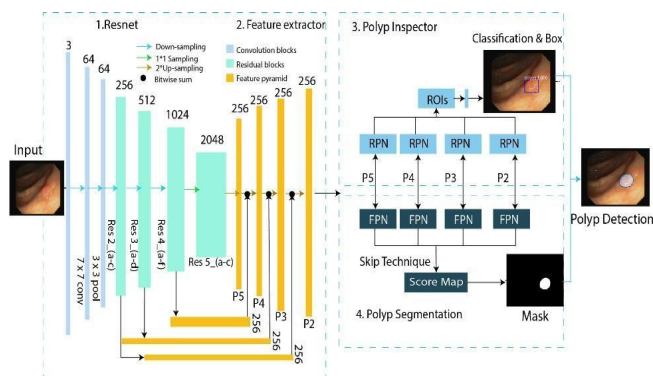 1.Resnet
2. Feature extractor
3
64
64
256
512
1024
2048
256
256
256
256
Down-sampling
1*1 Sampling
2*Up-sampling
Bitwise sum
Convolution blocks
Residual blocks
Feature pyramid
Input
7 x 7 conv
3 x 3 pool
Res 2_(a-c)
Res 3_(a-d)
Res 4_(a-f)
Res 5_(a-c)
P5
P4
P3
P2
256
256
256
3. Polyp Inspector
Classification & Box
ROIs
RPN
RPN
RPN
RPN
P5
P4
P3
P2
FPN
FPN
FPN
FPN
Skip Technique
Score Map
Mask
4. Polyp Segmentation
Polyp Detection